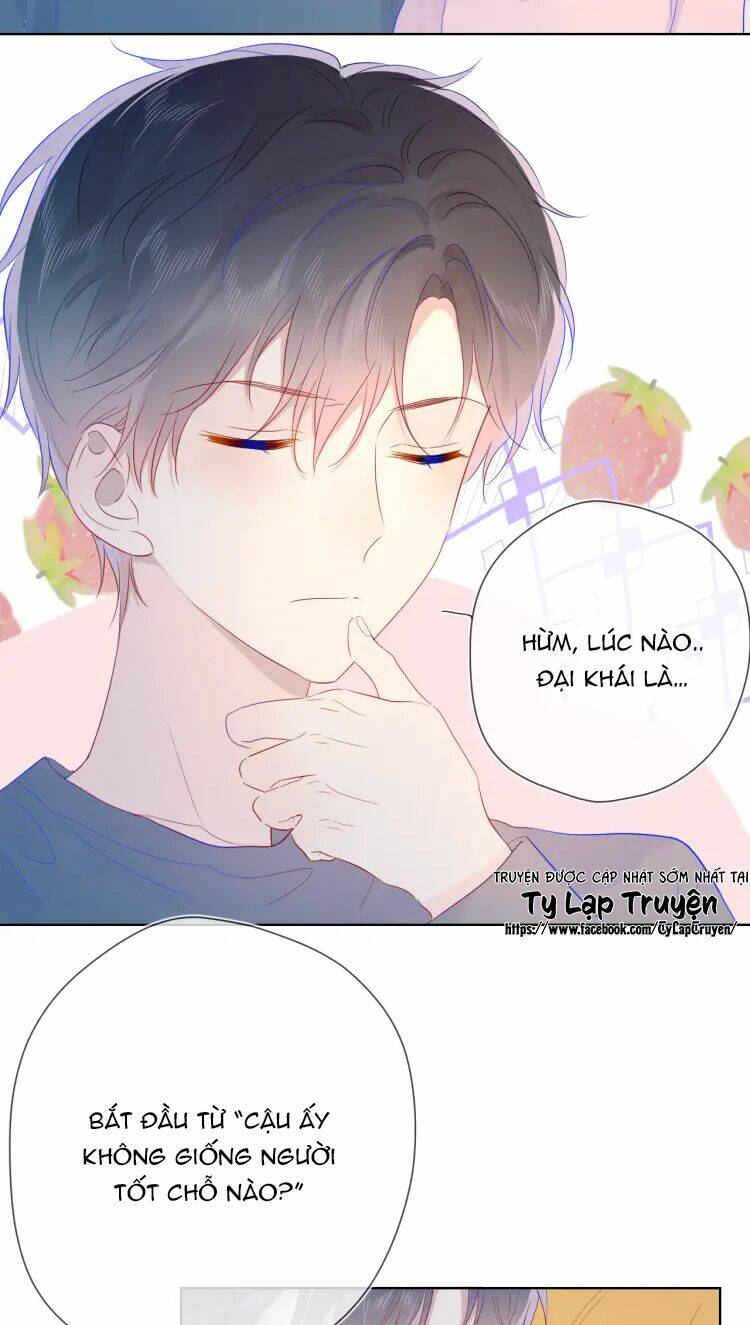 HỪM, LÚC NÀO..
ĐẠI KHÁI LÀ...
TRUYỆN ĐƯỢC CẬP NHẬT SỚM NHẤT TẠI
Tỵ Lạp Truyện
https://www.facebook.com/TyLapTruyen/
BẮT ĐẦU TỪ “CẬU ẤY
KHÔNG GIỐNG NGƯỜI
TỐT CHỖ NÀO?”